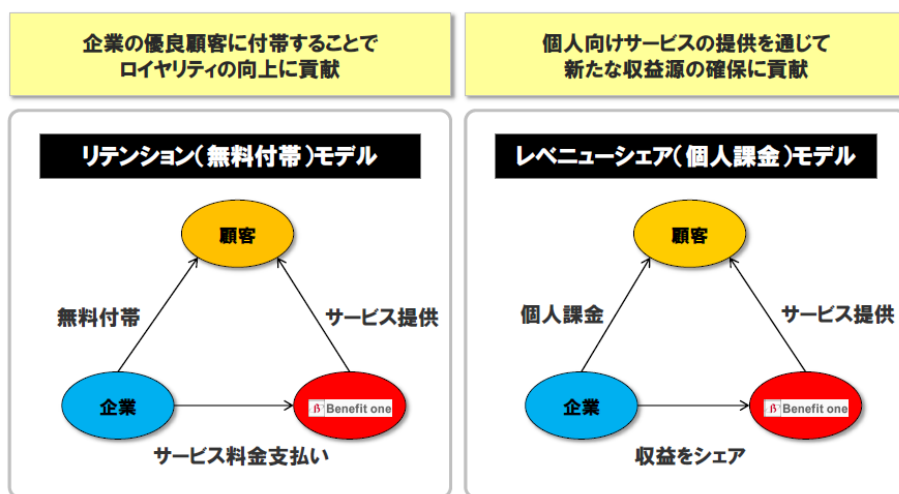 企業の優良顧客に付帯することで
ロイヤリティの向上に貢献
個人向けサービスの提供を通じて
新たな収益源の確保に貢献
リテンション(無料付帯)モデル
顧客
無料付帯
サービス提供
企業
Benefit one
サービス料金支払い
レベニューシェア(個人課金)モデル
顧客
個人課金
サービス提供
企業
Benefit one
収益をシェア